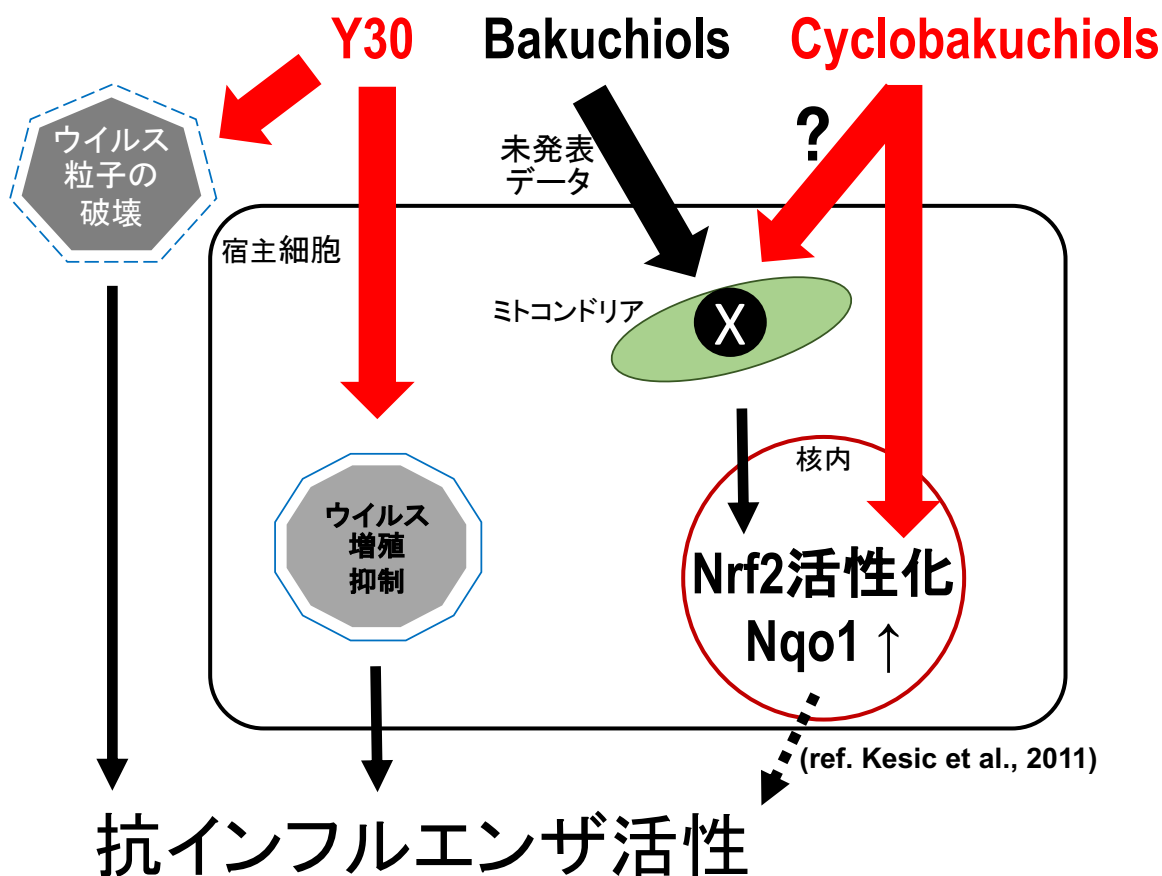 Y30
Bakuchiols
Cyclobakuchiols
?
ウイルス
粒子の
破壊
未発表
データ
宿主細胞
ミトコンドリア
X
核内
ウイルス
増殖
抑制
Nrf2活性化
Nqo1 ↑
(ref. Kesic et al., 2011)
抗インフルエンザ活性